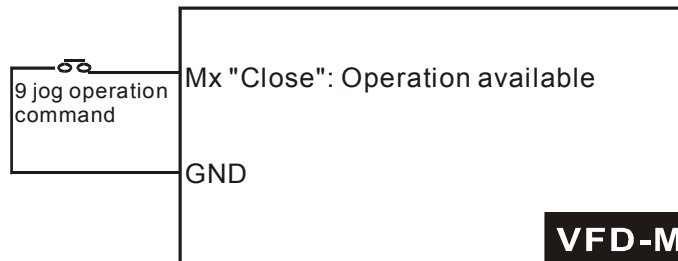 Mx "Close": Operation available
9 jog operation
command
GND
VFD-M